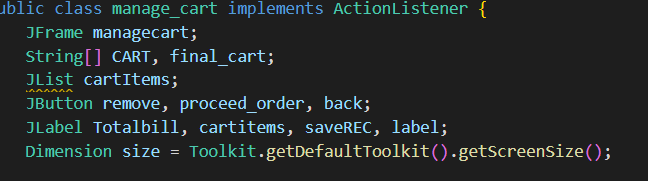 ublic class manage_cart implements ActionListener {
JFrame managecart;
String[] CART, final_cart;
JList cartItems;
JButton remove, proceed_order, back;
JLabel Totalbill, cartitems, saveREC, label;
Dimension size = Toolkit.getDefaultToolkit().getScreenSize();